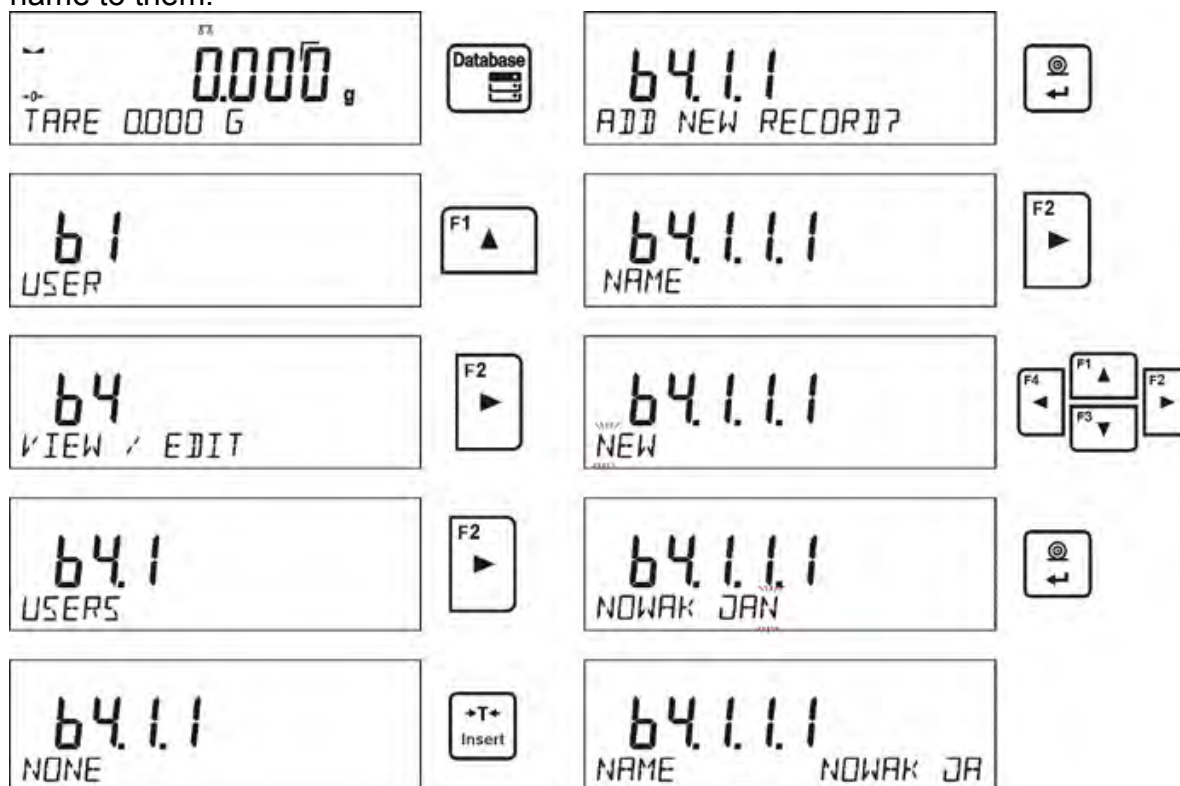 name to them.
-0-
0.000 g
TARE 0.000 G
Database
b1
USER
F1
b4
VIEW / EDIT
F2
b4.1
USERS
F2
b4.1.1
NONE
→T←
Insert
b4.1.1
ADD NEW RECORD?
b4.1.1.1
NAME
F2
b4.1.1.1
NEW
F4 F1 F2
F3
b4.1.1.1
NOWAK JAN
b4.1.1.1
NAME NOWAK JA